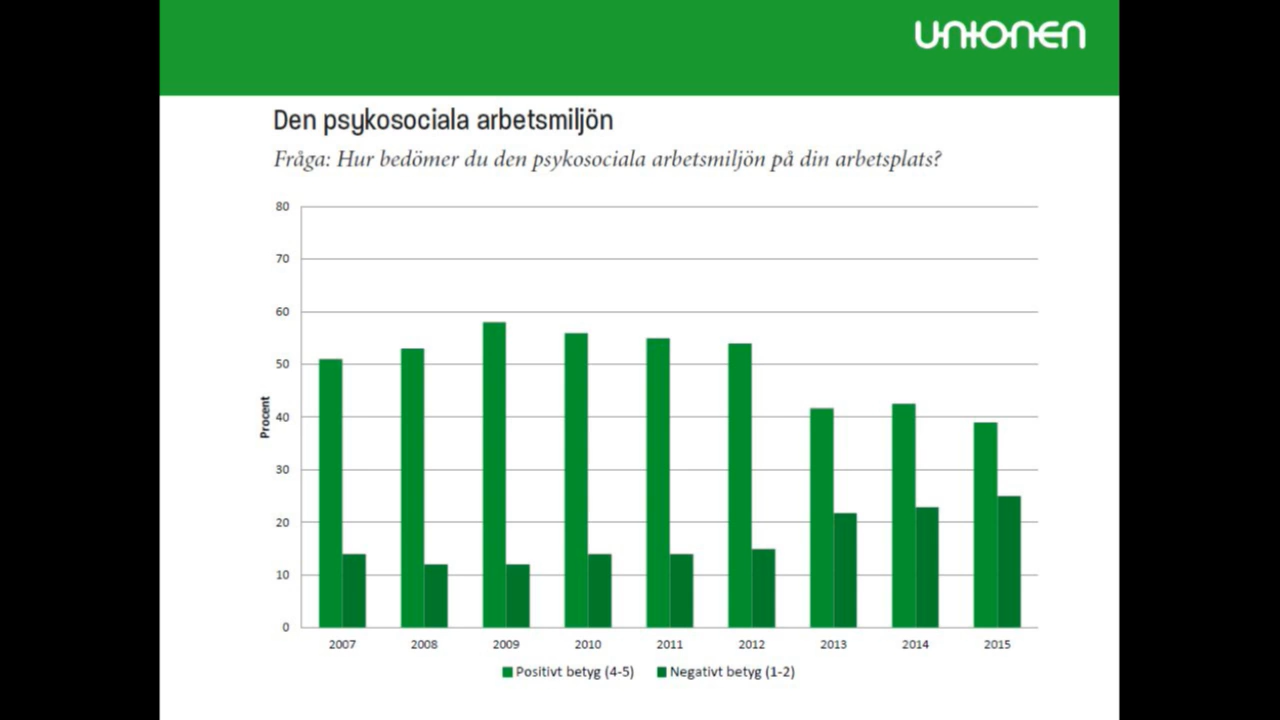 UNIONEN
Den psykosociala arbetsmiljön
Fråga: Hur bedömer du den psykosociala arbetsmiljön på din arbetsplats?
80
70
60
50
40
30
20
10
0
Procent
2007 2008 2009 2010 2011 2012 2013 2014 2015
Positivt betyg (4-5) Negativt betyg (1-2)